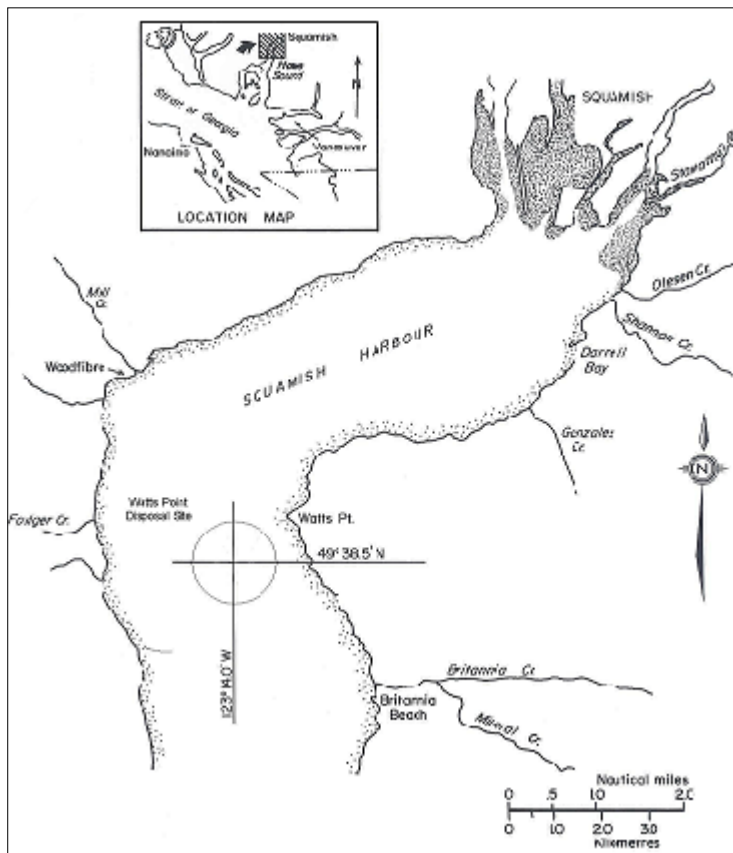 Squamish
Howe
Sound
N
Strait of Georgia
Vancouver
Nanaimo
LOCATION MAP
SQUAMISH
Stawamus
Olesen Cr.
Shannon Cr.
Mill
Cr.
Woodfibre
SQUAMISH HARBOUR
Darrell
Bay
Gonzales
Cr.
N
Watts Point
Disposal Site
Watts Pt.
Foulger Cr.
49° 38.5' N
123° 14.0' W
Britannia Cr.
Britannia
Beach
Mineral Cr.
Nautical miles
0 .5 1.0 2.0
0 1.0 2.0 3.0
Kilometres